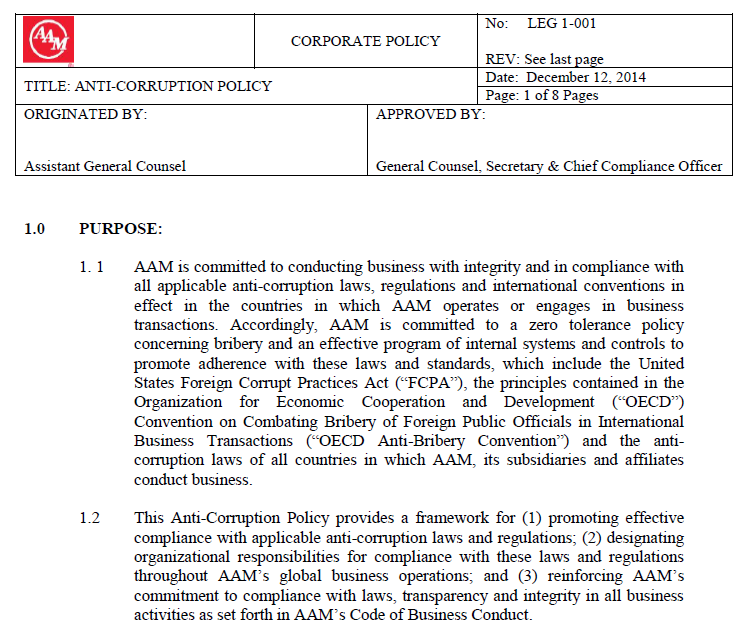 AAM
CORPORATE POLICY
No: LEG 1-001
REV: See last page
TITLE: ANTI-CORRUPTION POLICY
Date: December 12, 2014
Page: 1 of 8 Pages
ORIGINATED BY:
APPROVED BY:
Assistant General Counsel
General Counsel, Secretary & Chief Compliance Officer
1.0 PURPOSE:
1. 1 AAM is committed to conducting business with integrity and in compliance with
all applicable anti-corruption laws, regulations and international conventions in
effect in the countries in which AAM operates or engages in business
transactions. Accordingly, AAM is committed to a zero tolerance policy
concerning bribery and an effective program of internal systems and controls to
promote adherence with these laws and standards, which include the United
States Foreign Corrupt Practices Act (“FCPA”), the principles contained in the
Organization for Economic Cooperation and Development (“OECD”)
Convention on Combating Bribery of Foreign Public Officials in International
Business Transactions (“OECD Anti-Bribery Convention”) and the anti-
corruption laws of all countries in which AAM, its subsidiaries and affiliates
conduct business.
1.2 This Anti-Corruption Policy provides a framework for (1) promoting effective
compliance with applicable anti-corruption laws and regulations; (2) designating
organizational responsibilities for compliance with these laws and regulations
throughout AAM’s global business operations; and (3) reinforcing AAM’s
commitment to compliance with laws, transparency and integrity in all business
activities as set forth in AAM’s Code of Business Conduct.